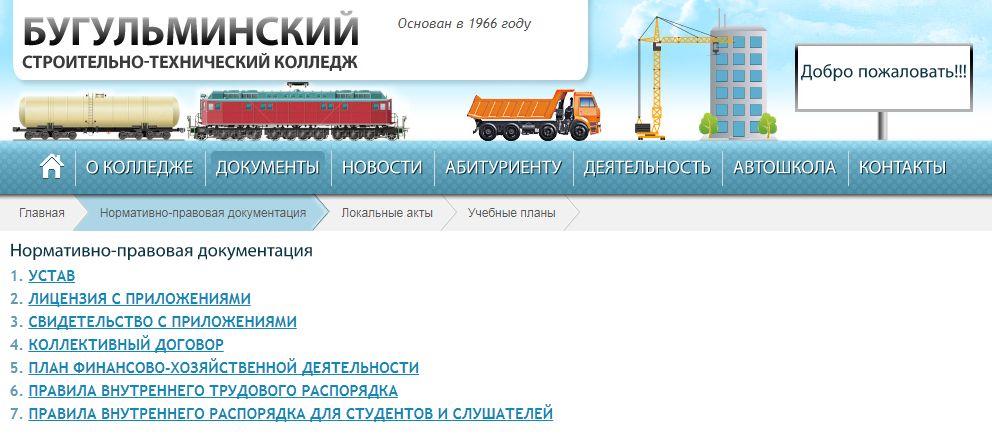 БУГУЛЬМИНСКИЙ
СТРОИТЕЛЬНО-ТЕХНИЧЕСКИЙ КОЛЛЕДЖ
Основан в 1966 году
Добро пожаловать!!!
О КОЛЛЕДЖЕ ДОКУМЕНТЫ НОВОСТИ АБИТУРИЕНТУ ДЕЯТЕЛЬНОСТЬ АВТОШКОЛА КОНТАКТЫ
Главная Нормативно-правовая документация Локальные акты Учебные планы
Нормативно-правовая документация
1. УСТАВ
2. ЛИЦЕНЗИЯ С ПРИЛОЖЕНИЯМИ
3. СВИДЕТЕЛЬСТВО С ПРИЛОЖЕНИЯМИ
4. КОЛЛЕКТИВНЫЙ ДОГОВОР
5. ПЛАН ФИНАНСОВО-ХОЗЯЙСТВЕННОЙ ДЕЯТЕЛЬНОСТИ
6. ПРАВИЛА ВНУТРЕННЕГО ТРУДОВОГО РАСПОРЯДКА
7. ПРАВИЛА ВНУТРЕННЕГО РАСПОРЯДКА ДЛЯ СТУДЕНТОВ И СЛУШАТЕЛЕЙ